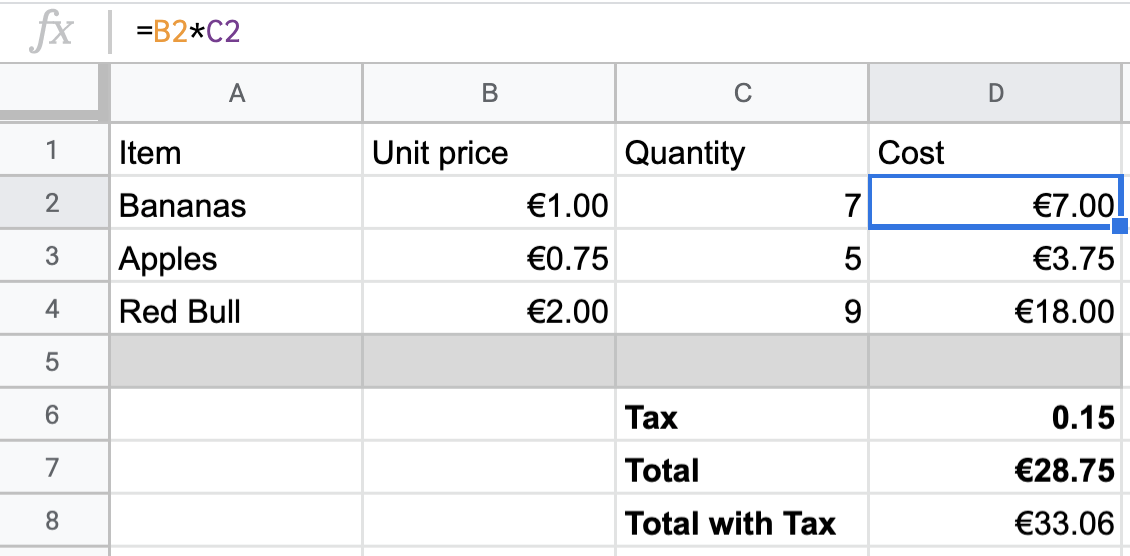 fx =B2*C2
A B C D
1 Item Unit price Quantity Cost
2 Bananas €1.00 7 €7.00
3 Apples €0.75 5 €3.75
4 Red Bull €2.00 9 €18.00
5
6 Tax 0.15
7 Total €28.75
8 Total with Tax €33.06